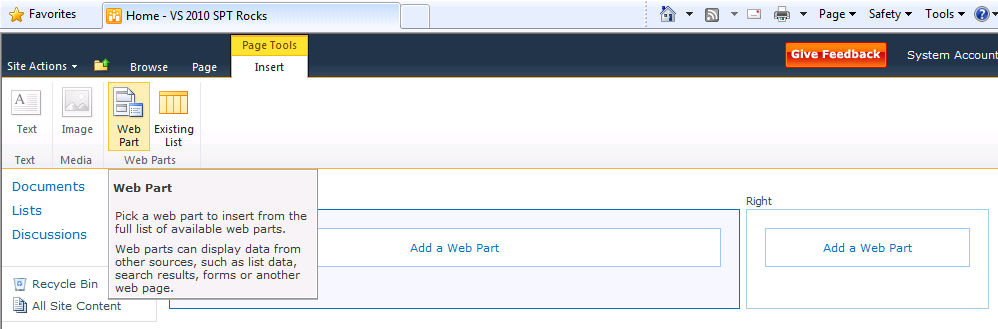 Favorites
Home - VS 2010 SPT Rocks
Page
Safety
Tools
Page Tools
Site Actions
Browse
Page
Insert
Give Feedback
System Account
Text
Image
Web Part
Existing List
Text
Media
Web Parts
Documents
Lists
Discussions
Recycle Bin
All Site Content
Web Part
Pick a web part to insert from the
full list of available web parts.
Web parts can display data from
other sources, such as list data,
search results, forms or another
web page.
Add a Web Part
Right
Add a Web Part